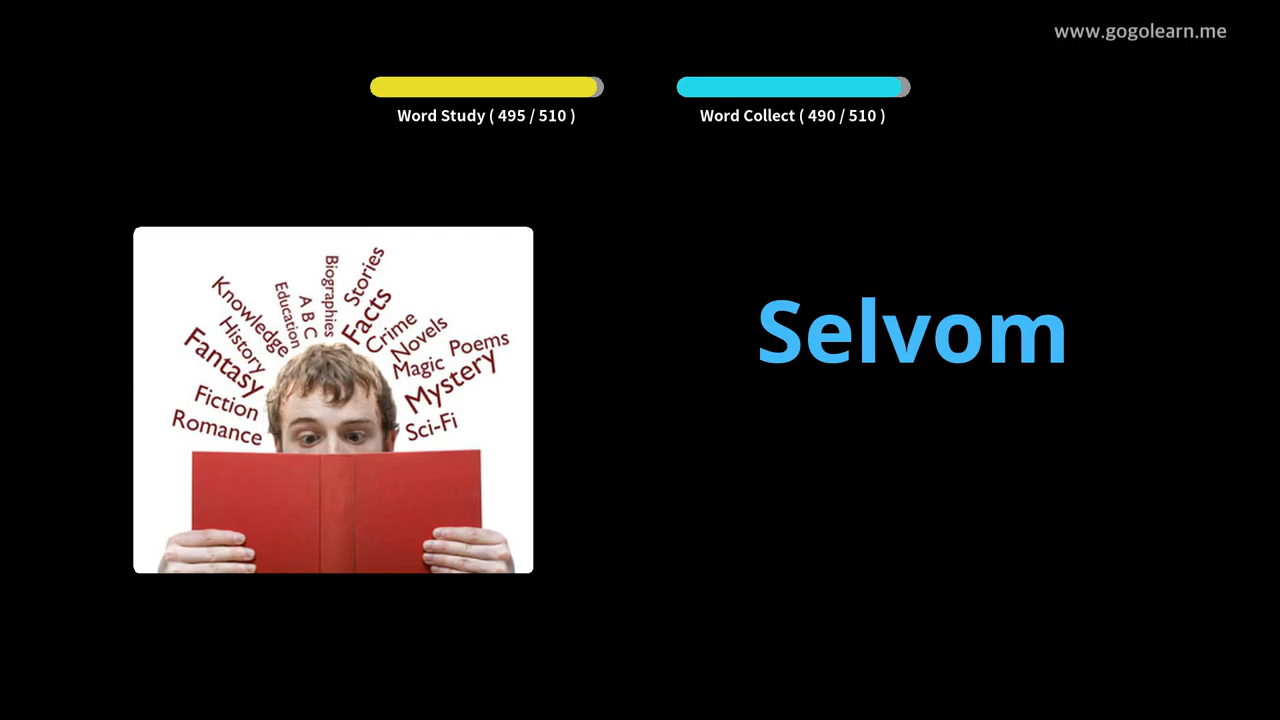 www.gogolearn.me
Word Study ( 495 / 510 )
Word Collect ( 490 / 510 )
Selvom
Biographies
Stories
Education
A B C
Facts
Knowledge
Crime
History
Novels
Poems
Fantasy
Magic
Mystery
Fiction
Romance
Sci-Fi